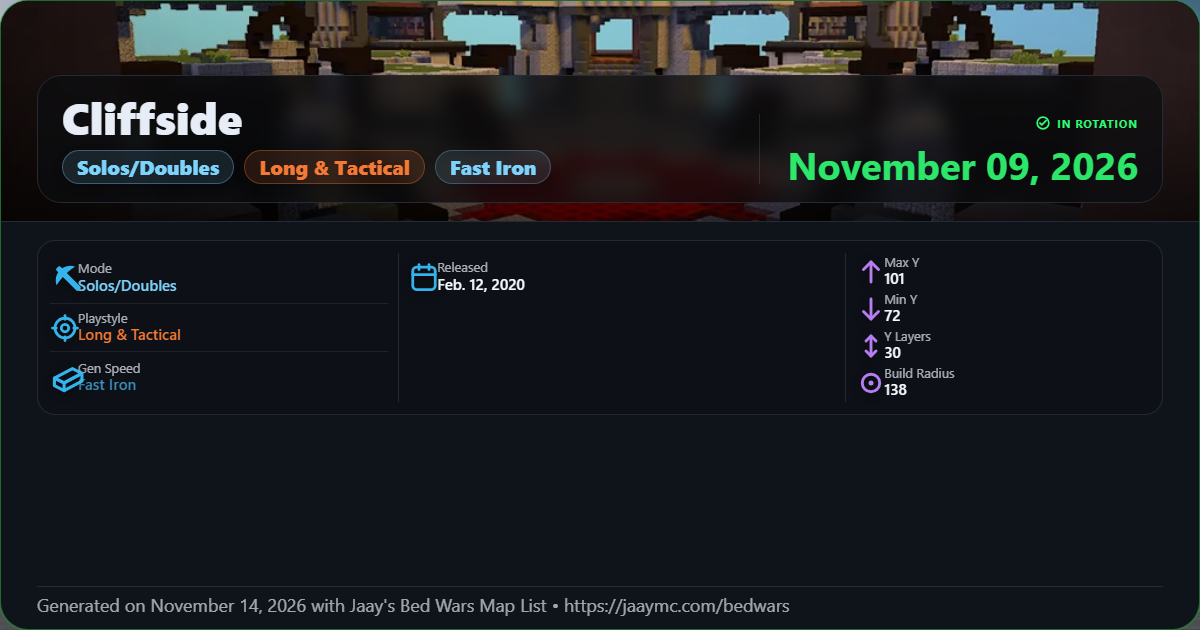 Cliffside
IN ROTATION
Solos/Doubles
Long & Tactical
Fast Iron
November 09, 2026
Mode
Solos/Doubles
Playstyle
Long & Tactical
Gen Speed
Fast Iron
Released
Feb. 12, 2020
Max Y
101
Min Y
72
Y Layers
30
Build Radius
138
Generated on November 14, 2026 with Jaay's Bed Wars Map List • https://jaaymc.com/bedwars